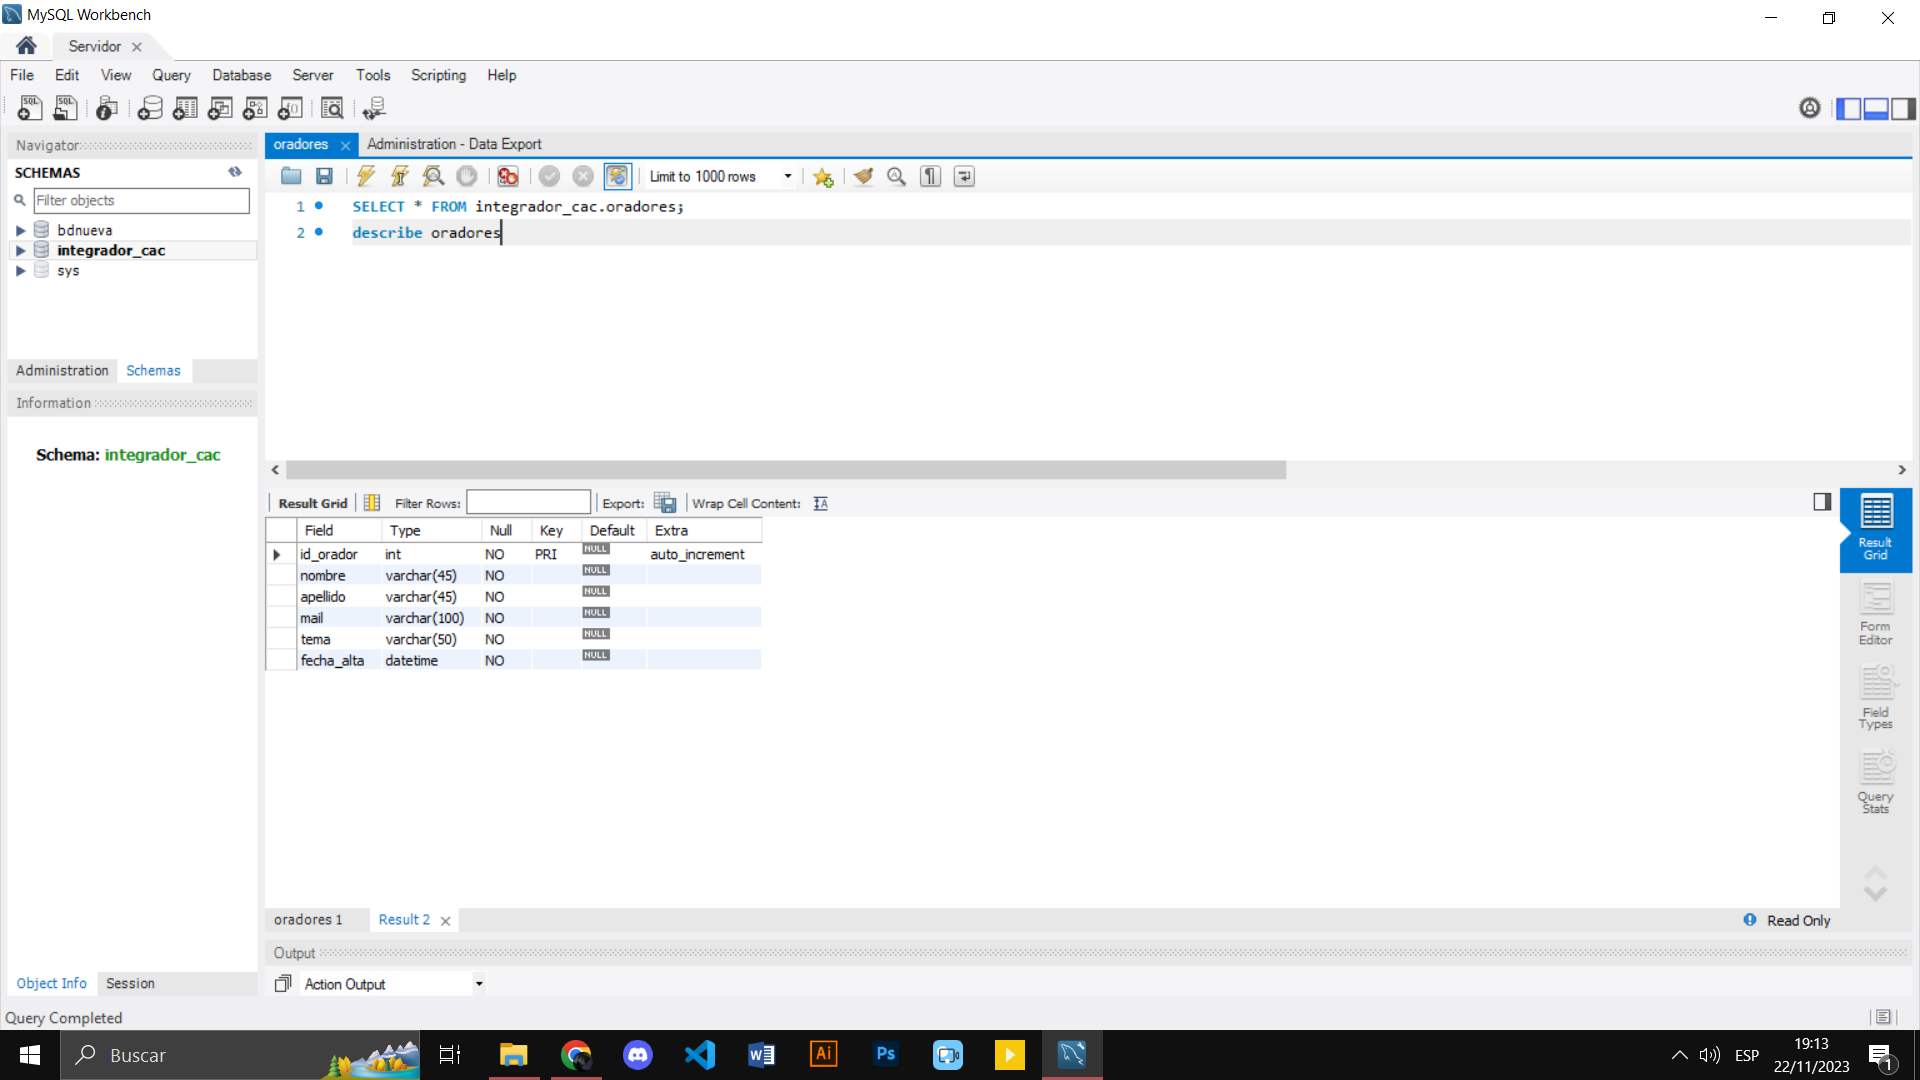 MySQL Workbench
Servidor
File Edit View Query Database Server Tools Scripting Help
Navigator
SCHEMAS
Filter objects
bdnueva
integrador_cac
sys
Administration Schemas
Information
Schema: integrador_cac
Object Info Session
oradores Administration - Data Export
Limit to 1000 rows
1 SELECT * FROM integrador_cac.oradores;
2 describe oradores
Result Grid Filter Rows: Export: Wrap Cell Content:
Field Type Null Key Default Extra
id_orador int NO PRI NULL auto_increment
nombre varchar(45) NO NULL
apellido varchar(45) NO NULL
mail varchar(100) NO NULL
tema varchar(50) NO NULL
fecha_alta datetime NO NULL
Result
Grid
Form
Editor
Field
Types
Query
Stats
oradores 1 Result 2 Read Only
Output
Action Output
Query Completed
Buscar
Ai
Ps
ESP
19:13
22/11/2023
1